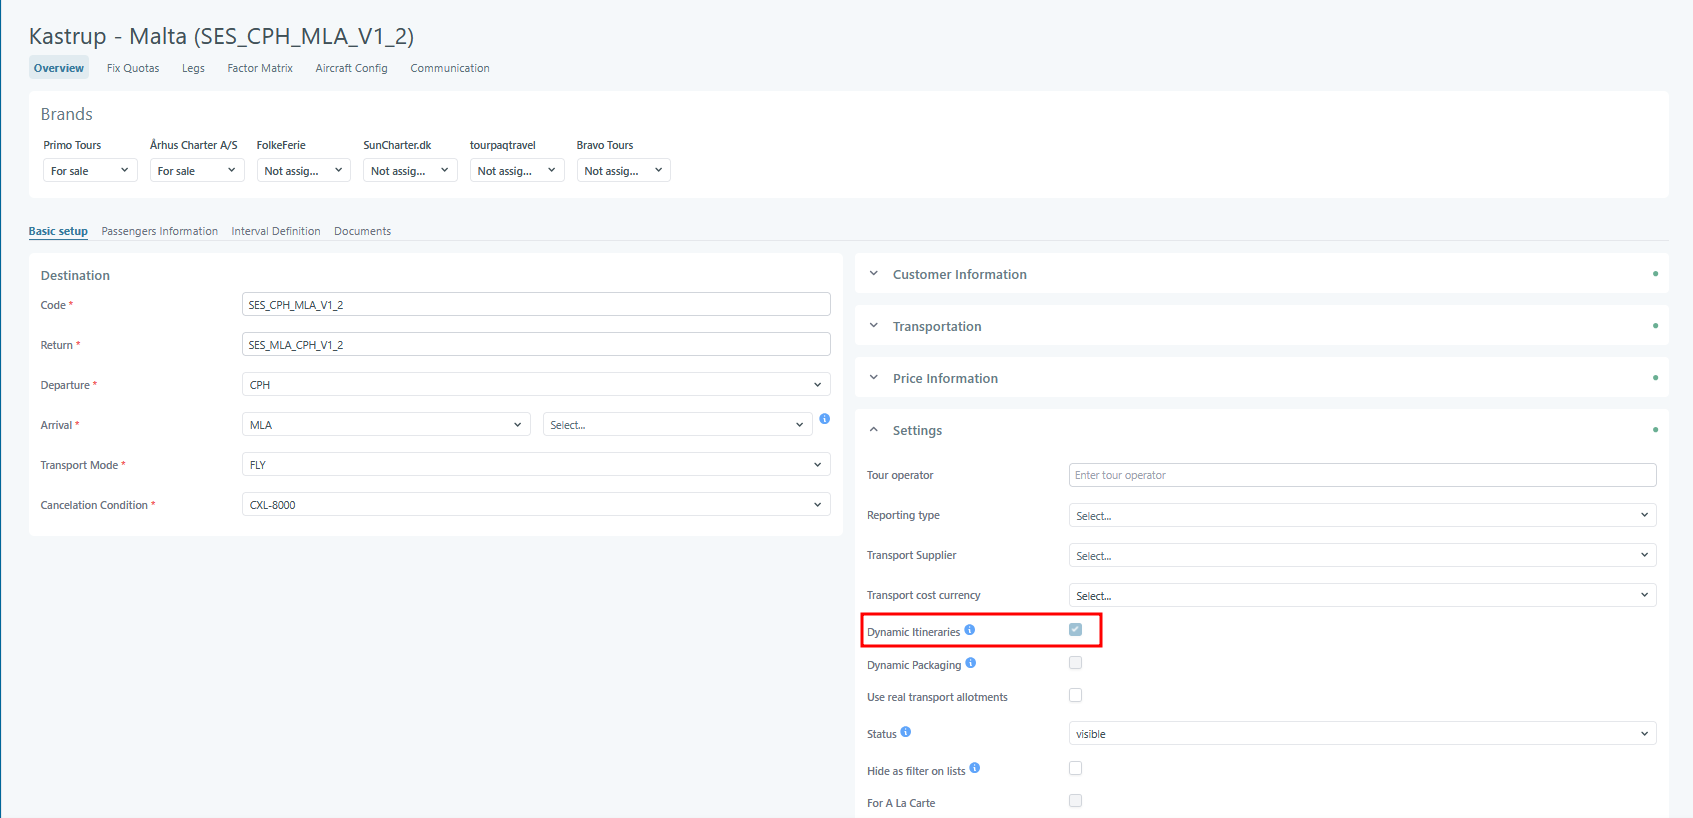 Kastrup - Malta (SES_CPH_MLA_V1_2)
Overview Fix Quotas Legs Factor Matrix Aircraft Config Communication
Brands
Primo Tours Århus Charter A/S FolkeFerie SunCharter.dk tourpaqtravel Bravo Tours
For sale For sale Not assig... Not assig... Not assig... Not assig...
Basic setup Passengers Information Interval Definition Documents
Destination
Code * SES_CPH_MLA_V1_2
Return * SES_MLA_CPH_V1_2
Departure * CPH
Arrival * MLA Select...
Transport Mode * FLY
Cancelation Condition * CXL-8000
Customer Information
Transportation
Price Information
Settings
Tour operator Enter tour operator
Reporting type Select...
Transport Supplier Select...
Transport cost currency Select...
Dynamic Itineraries
Dynamic Packaging
Use real transport allotments
Status visible
Hide as filter on lists
For A La Carte